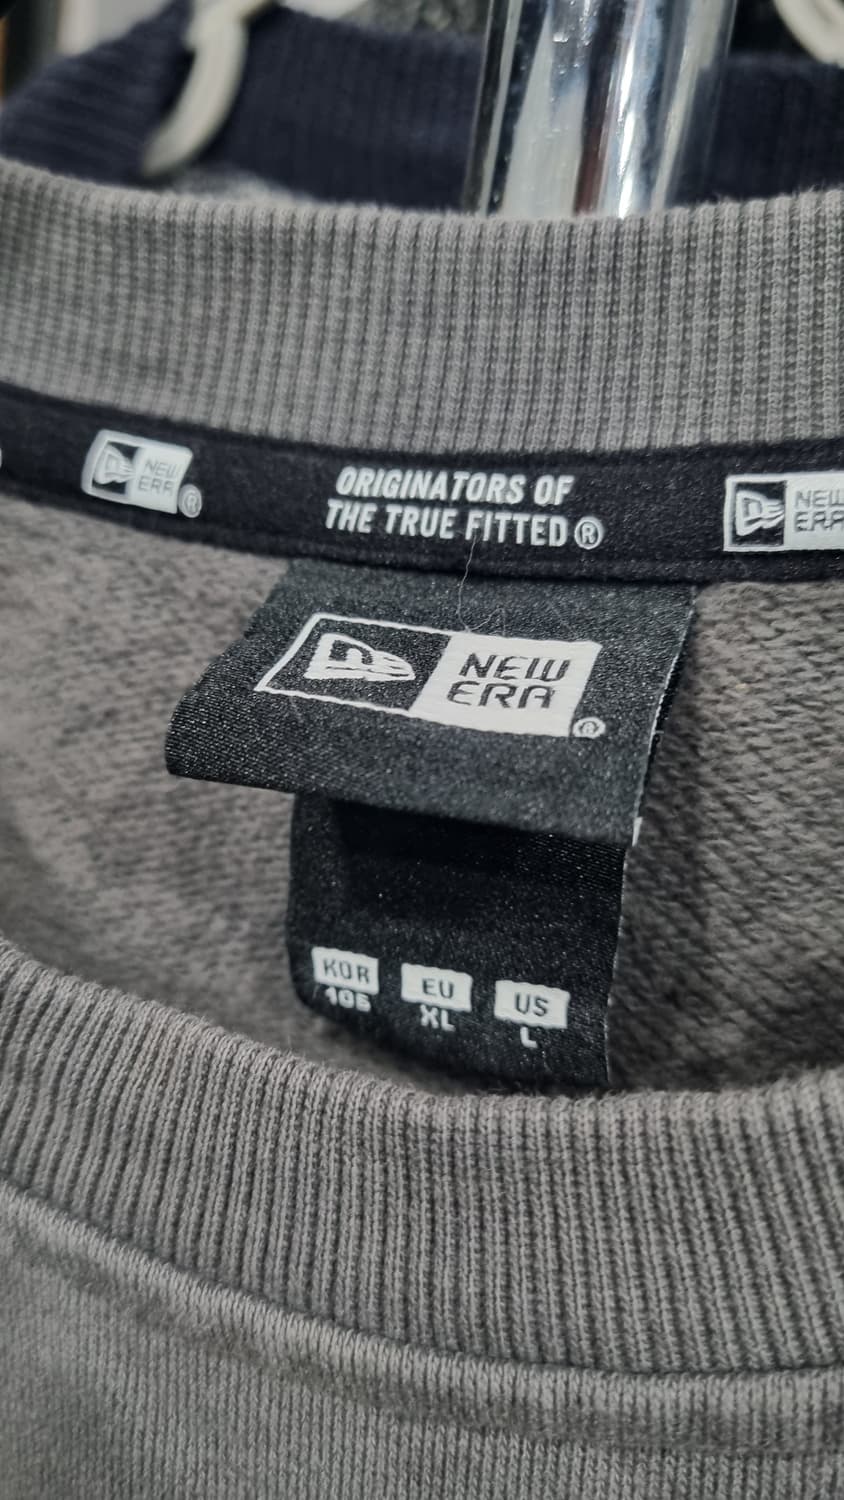 NEW
ERA
®
ORIGINATORS OF
THE TRUE FITTED ®
NEW
ERA
NEW
ERA
®
KOR EU US
105 XL L